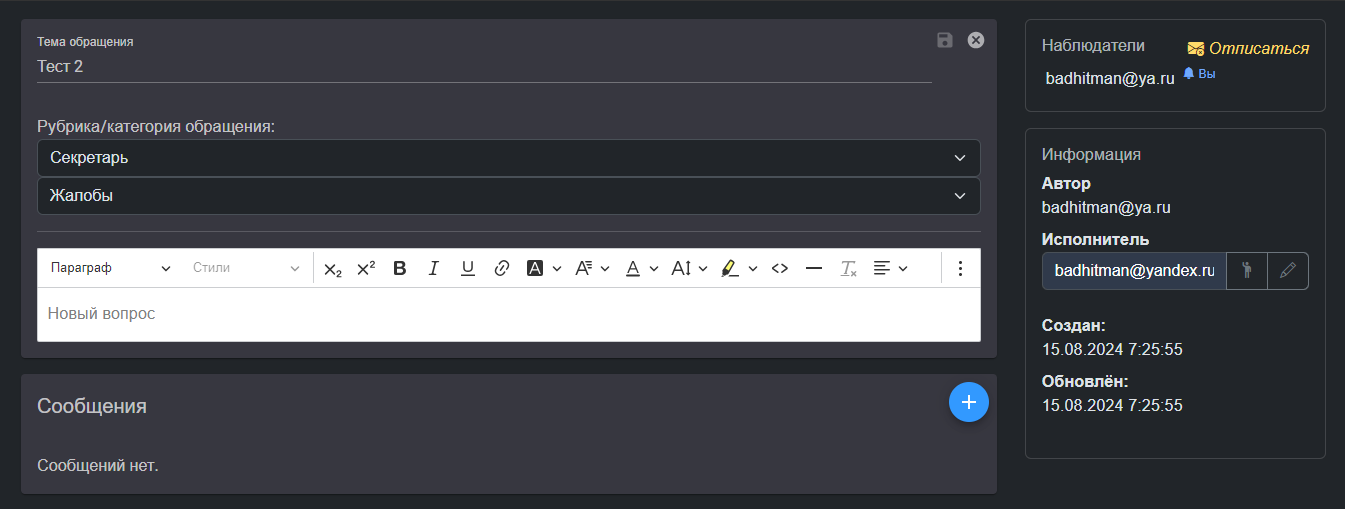 Тема обращения
Тест 2
Рубрика/категория обращения:
Секретарь
Жалобы
Параграф
Стили
Новый вопрос
Сообщения
Сообщений нет.
Наблюдатели
Отписаться
badhitman@ya.ru Вы
Информация
Автор
badhitman@ya.ru
Исполнитель
badhitman@yandex.ru
Создан:
15.08.2024 7:25:55
Обновлён:
15.08.2024 7:25:55